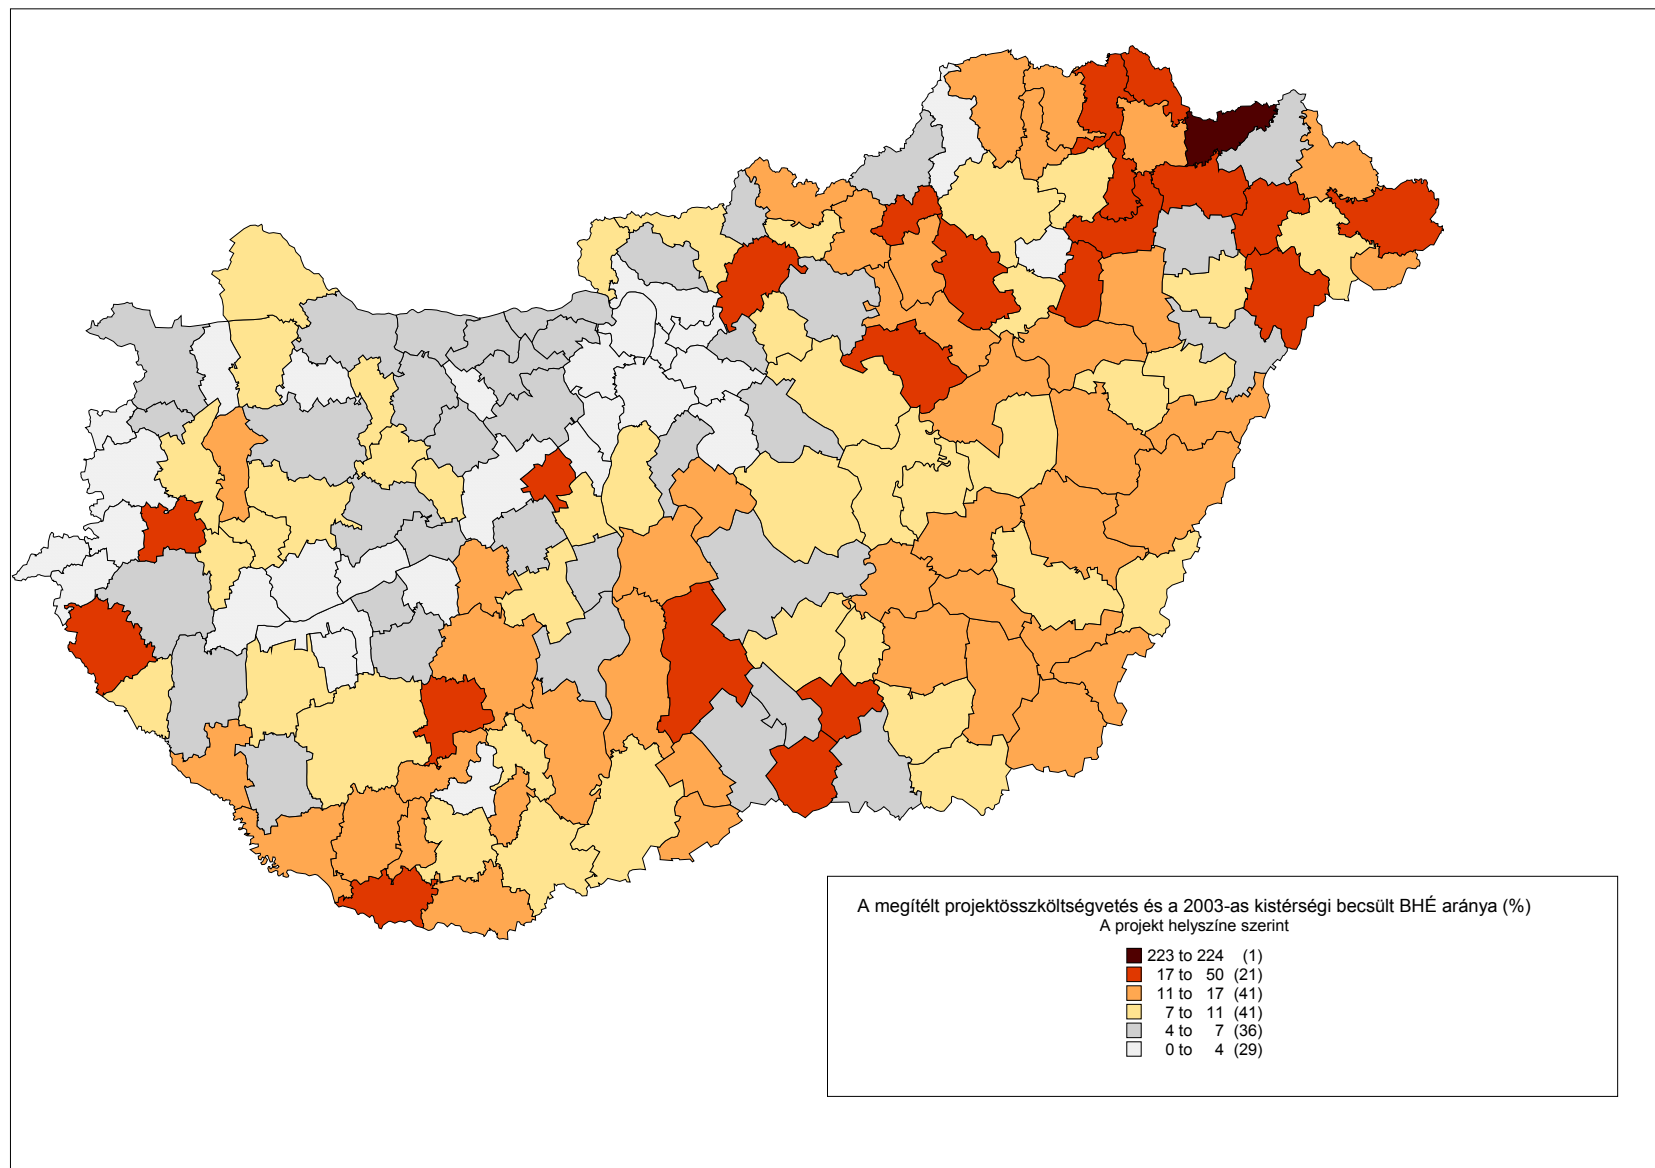 A megítélt projektösszköltségvetés és a 2003-as kistérségi becsült BHÉ aránya (%)
A projekt helyszíne szerint
223 to 224 (1)
17 to 50 (21)
11 to 17 (41)
7 to 11 (41)
4 to 7 (36)
0 to 4 (29)